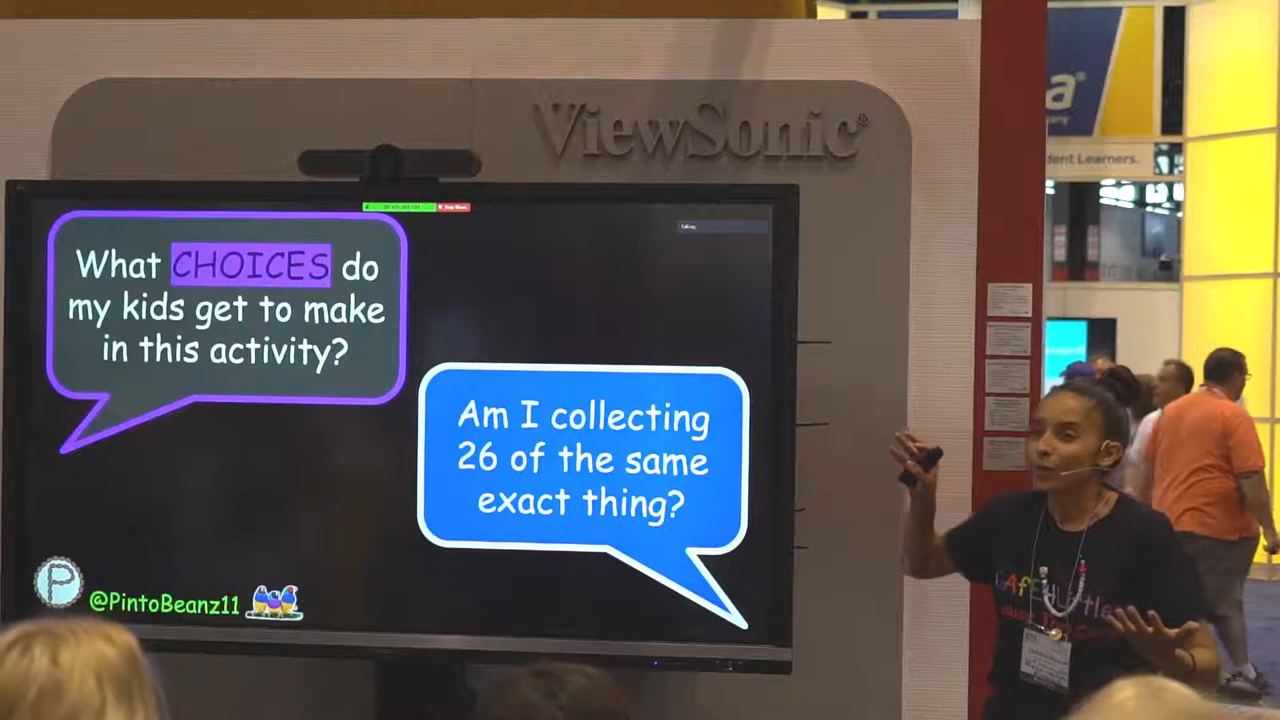 ViewSonic®
What CHOICES do
my kids get to make
in this activity?
Am I collecting
26 of the same
exact thing?
@PintoBeanz11
P
a
dent Learners.